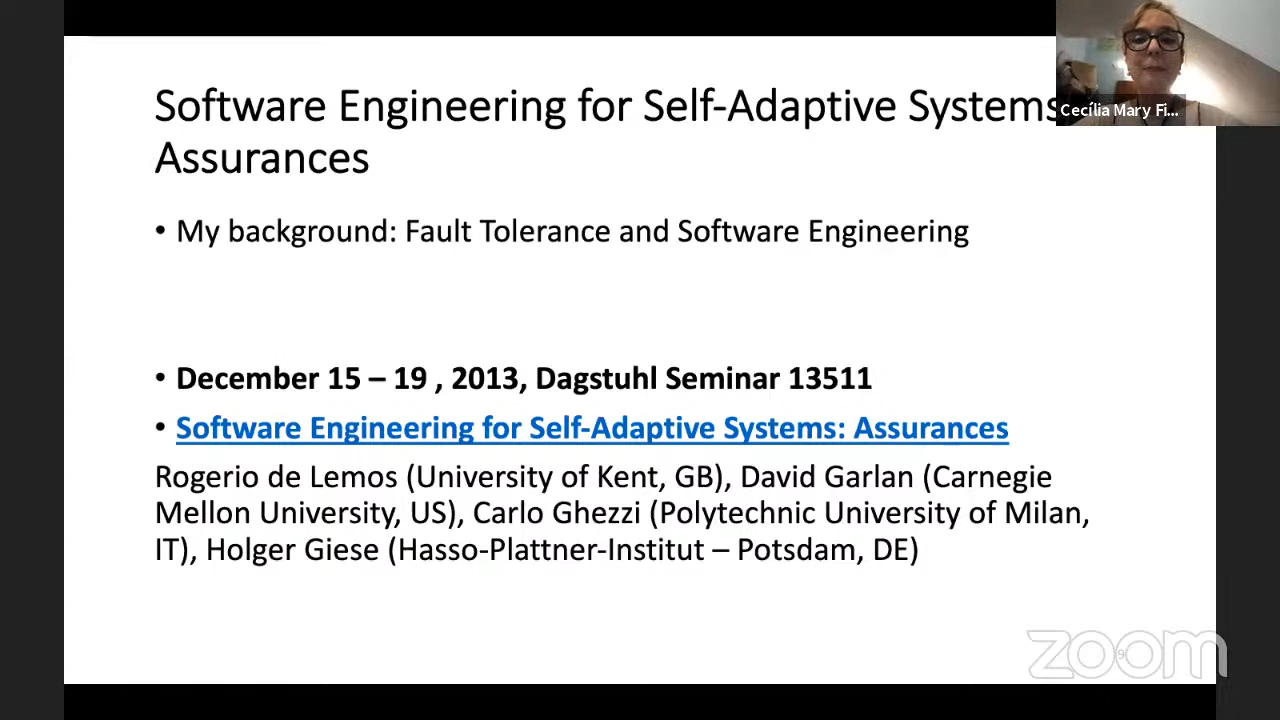 Software Engineering for Self-Adaptive Systems
Assurances
Cecília Mary Fi...
• My background: Fault Tolerance and Software Engineering
• December 15 – 19 , 2013, Dagstuhl Seminar 13511
• Software Engineering for Self-Adaptive Systems: Assurances
Rogerio de Lemos (University of Kent, GB), David Garlan (Carnegie
Mellon University, US), Carlo Ghezzi (Polytechnic University of Milan,
IT), Holger Giese (Hasso-Plattner-Institut – Potsdam, DE)
zoom
9